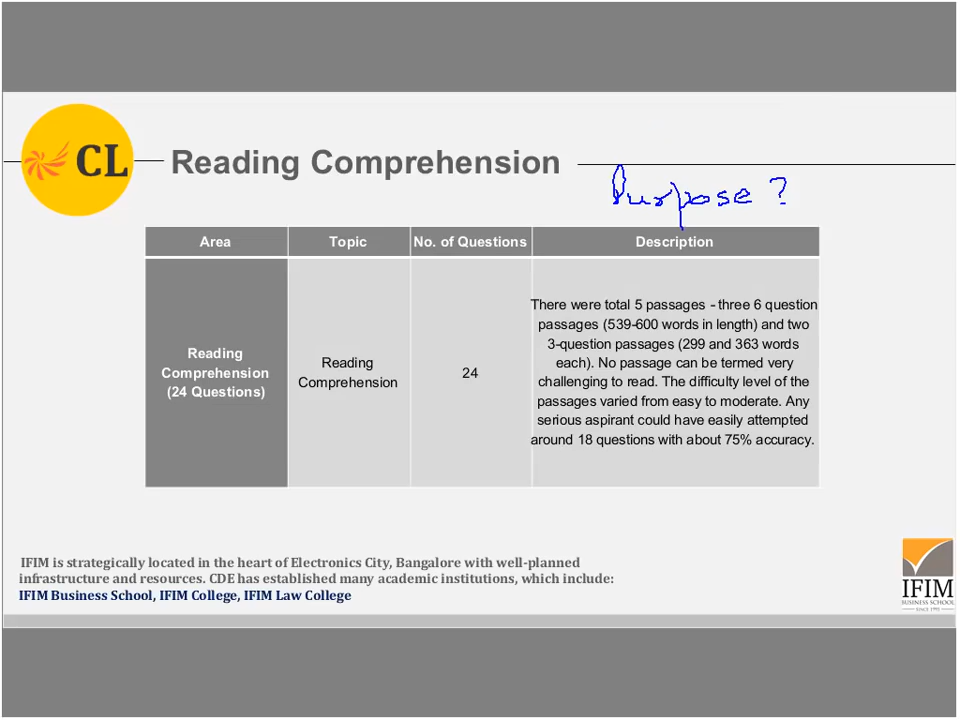 CL
Reading Comprehension
Purpose ?
Area Topic No. of Questions Description
Reading
Comprehension
(24 Questions)
Reading
Comprehension
24
There were total 5 passages - three 6 question
passages (539-600 words in length) and two
3-question passages (299 and 363 words
each). No passage can be termed very
challenging to read. The difficulty level of the
passages varied from easy to moderate. Any
serious aspirant could have easily attempted
around 18 questions with about 75% accuracy.
IFIM is strategically located in the heart of Electronics City, Bangalore with well-planned
infrastructure and resources. CDE has established many academic institutions, which include:
IFIM Business School, IFIM College, IFIM Law College
IFIM
BUSINESS SCHOOL
SINCE 1995